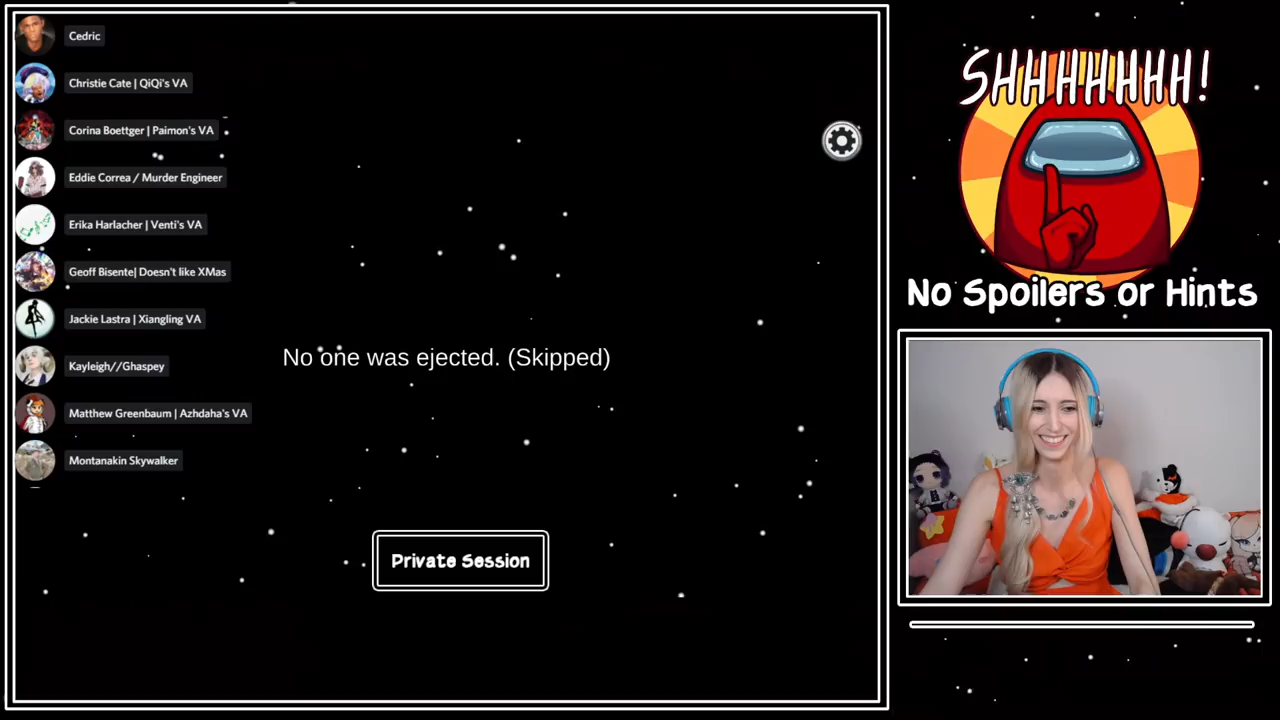 Cedric
Christie Cate | QiQi's VA
Corina Boettger | Paimon's VA
Eddie Correa / Murder Engineer
Erika Harlacher | Venti's VA
Geoff Bisente| Doesn't like XMas
Jackie Lastra | Xiangling VA
Kayleigh//Ghaspey
Matthew Greenbaum | Azhdaha's VA
Montanakin Skywalker
No one was ejected. (Skipped)
Private Session
SHHHHHHH!
No Spoilers or Hints